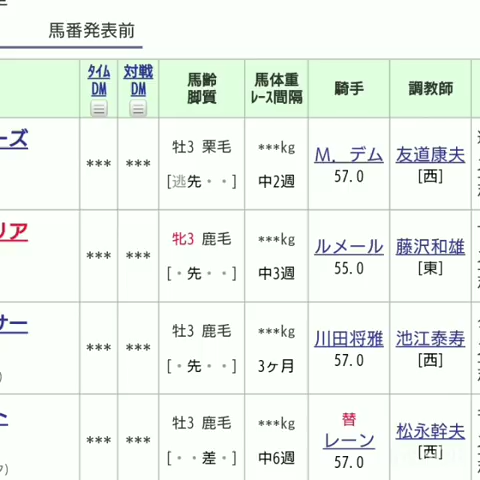 馬番発表前
ﾀｲﾑ 対戦 馬齢 馬体重 騎手 調教師
DM DM 脚質 ﾚｰｽ間隔
ーズ
*** *** 牡3 栗毛 ***kg M．デム 友道康夫
[逃先・・] 中2週 57.0 [西]
リア
*** *** 牝3 鹿毛 ***kg ルメール 藤沢和雄
[・先・・] 中3週 55.0 [東]
サー
*** *** 牡3 鹿毛 ***kg 川田将雅 池江泰寿
[・先・・] 3ヶ月 57.0 [西]
ト
*** *** 牡3 鹿毛 ***kg 替 レーン 松永幹夫
[・・差・] 中6週 57.0 [西]